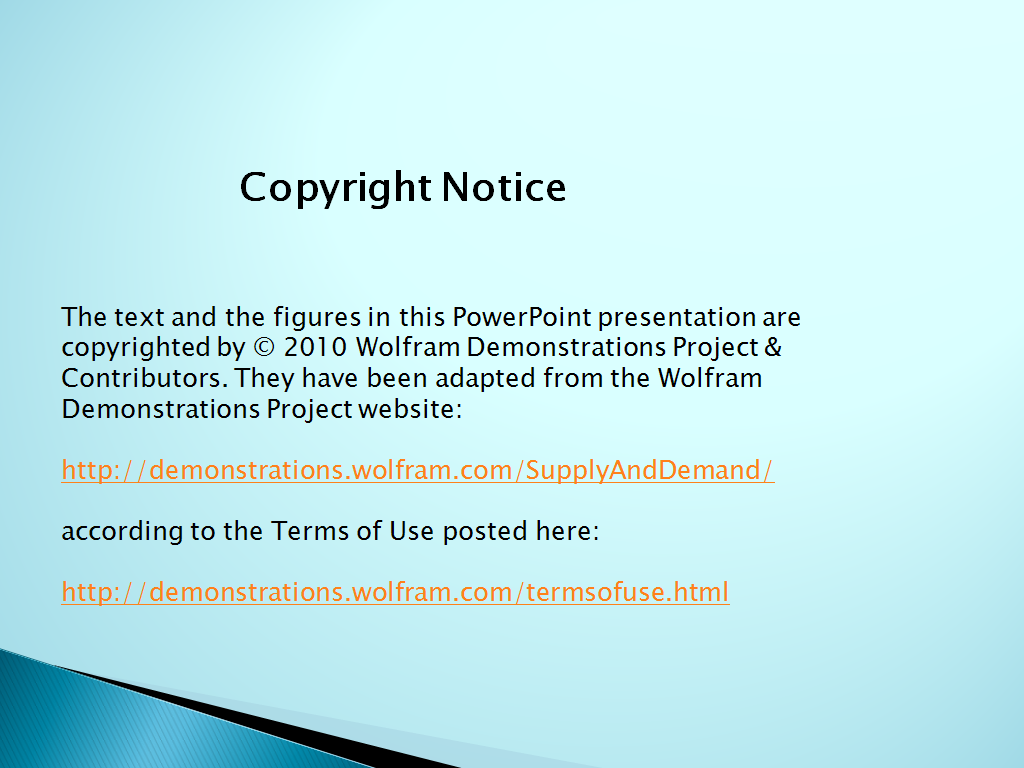 Copyright Notice
The text and the figures in this PowerPoint presentation are
copyrighted by © 2010 Wolfram Demonstrations Project &
Contributors. They have been adapted from the Wolfram
Demonstrations Project website:
http://demonstrations.wolfram.com/SupplyAndDemand/
according to the Terms of Use posted here:
http://demonstrations.wolfram.com/termsofuse.html